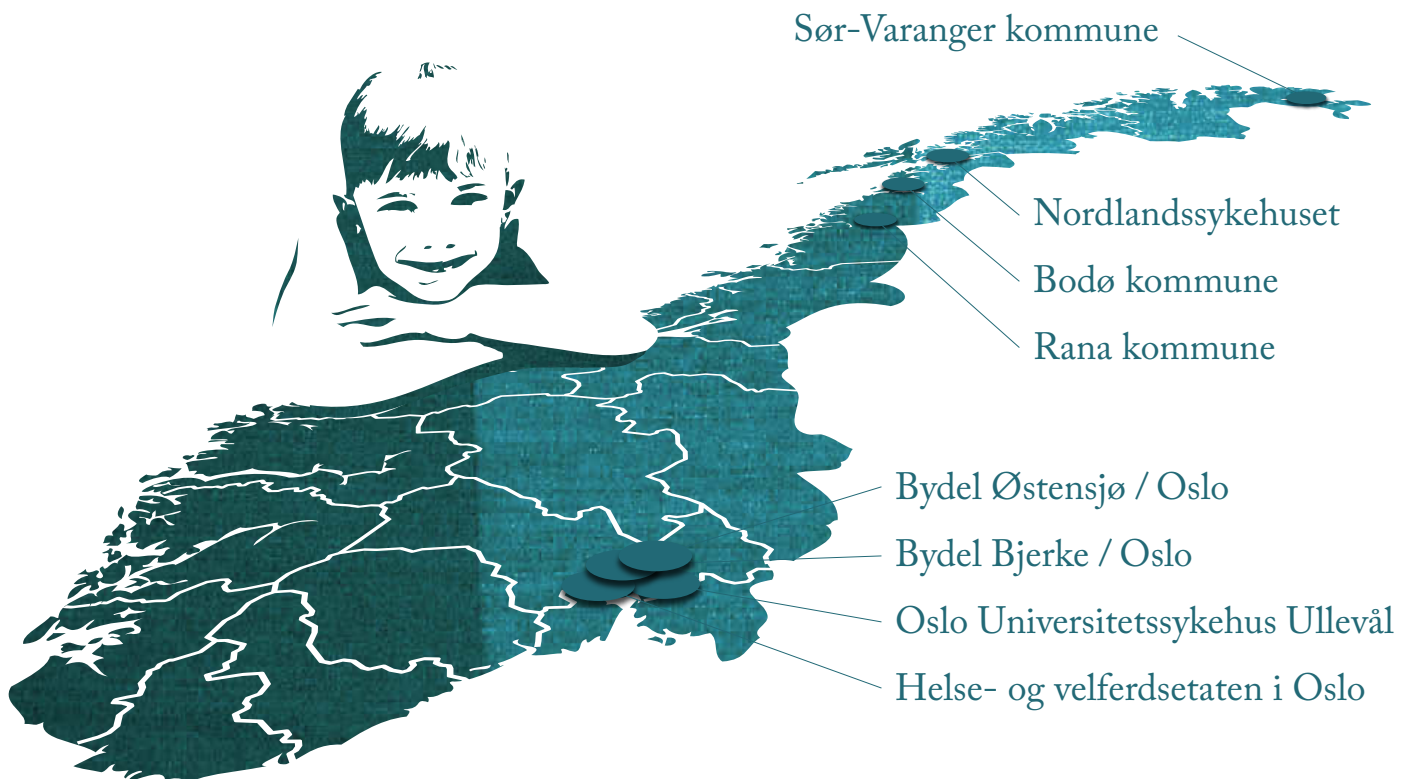 Sør-Varanger kommune
Nordlandssykehuset
Bodø kommune
Rana kommune
Bydel Østensjø / Oslo
Bydel Bjerke / Oslo
Oslo Universitetssykehus Ullevål
Helse- og velferdsetaten i Oslo